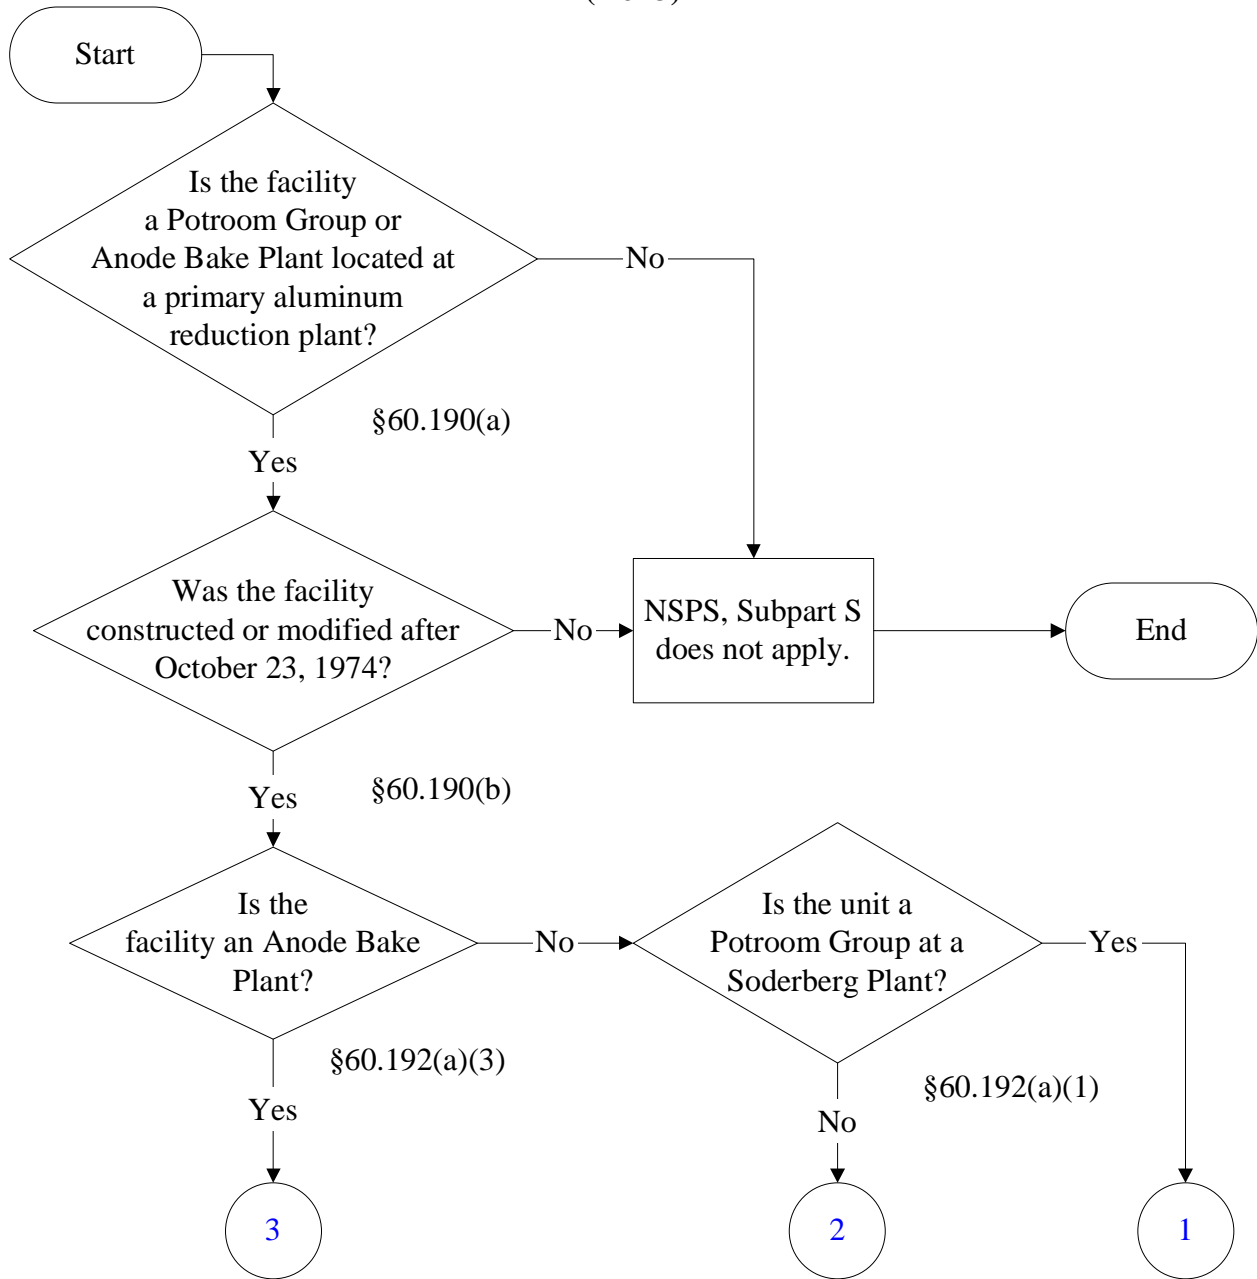 Start
Is the facility
a Potroom Group or
Anode Bake Plant located at
a primary aluminum
reduction plant?
No
§60.190(a)
Yes
Was the facility
constructed or modified after
October 23, 1974?
No
NSPS, Subpart S
does not apply.
End
Yes
§60.190(b)
Is the
facility an Anode Bake
Plant?
No
Is the unit a
Potroom Group at a
Soderberg Plant?
Yes
§60.192(a)(3)
§60.192(a)(1)
Yes
No
3
2
1